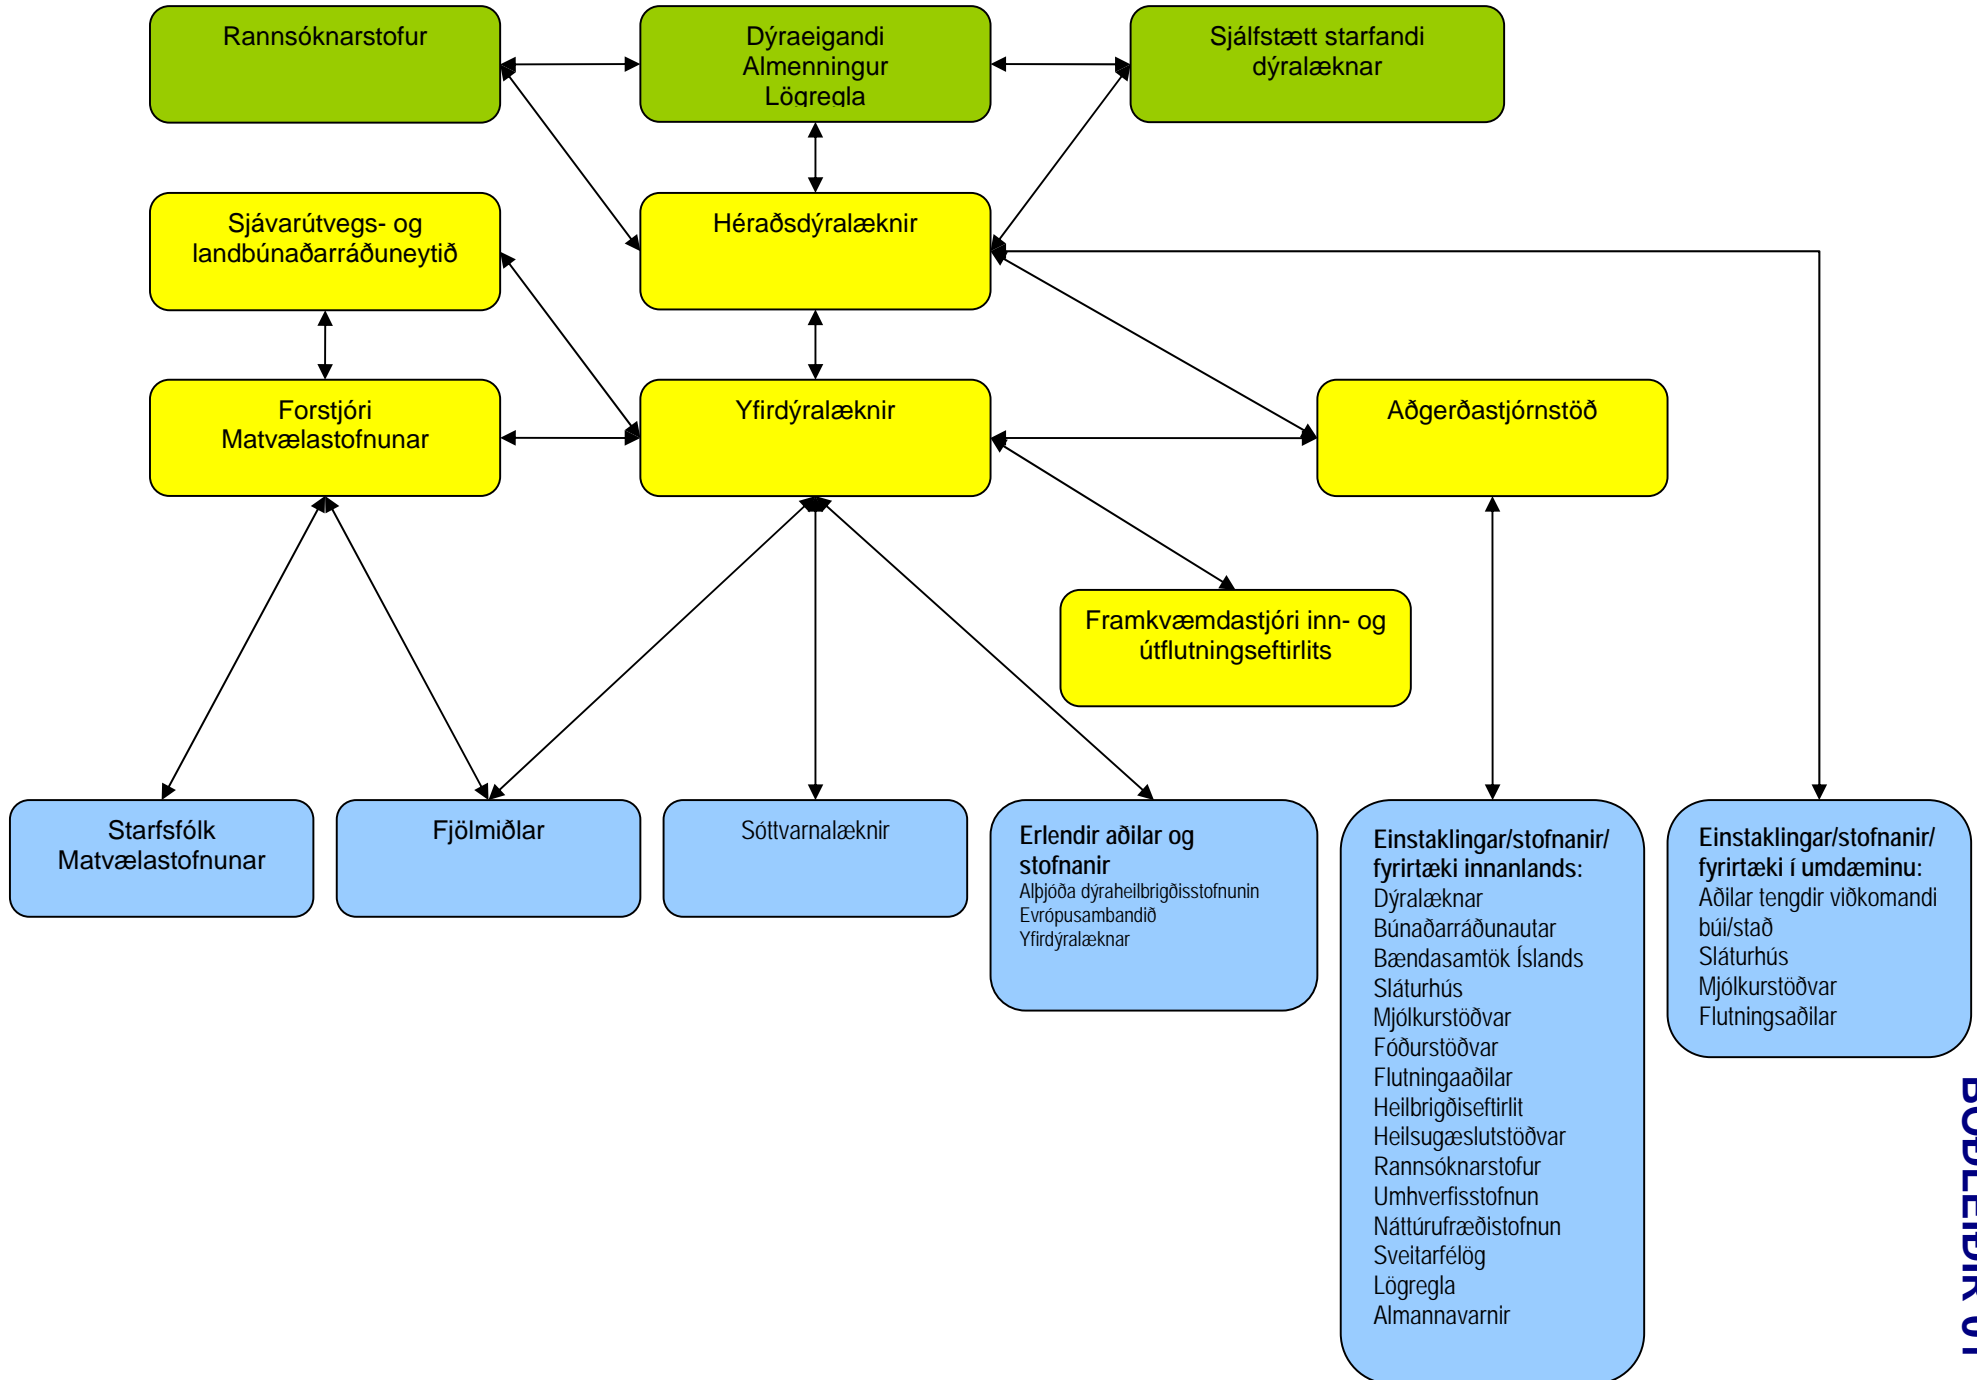 Rannsóknarstofur
Dýraeigandi
Almenningur
Lögregla
Sjálfstætt starfandi
dýralæknar
Sjávarútvegs- og
landbúnaðarráðuneytið
Héraðsdýralæknir
Forstjóri
Matvælastofnunar
Yfirdýralæknir
Aðgerðastjórnstöð
Framkvæmdastjóri inn- og
útflutningseftirlits
Starfsfólk
Matvælastofnunar
Fjölmiðlar
Sóttvarnalæknir
Erlendir aðilar og
stofnanir
Alþjóða dýraheilbrigðisstofnunin
Evrópusambandið
Yfirdýralæknar
Einstaklingar/stofnanir/
fyrirtæki innanlands:
Dýralæknar
Búnaðarráðunautar
Bændasamtök Íslands
Sláturhús
Mjólkurstöðvar
Fóðurstöðvar
Flutningaaðilar
Heilbrigðiseftirlit
Heilsugæslutstöðvar
Rannsóknarstofur
Umhverfisstofnun
Náttúrufræðistofnun
Sveitarfélög
Lögregla
Almannavarnir
Einstaklingar/stofnanir/
fyrirtæki í umdæminu:
Aðilar tengdir viðkomandi
búi/stað
Sláturhús
Mjólkurstöðvar
Flutningsaðilar
BOÐLEIÐIR 01